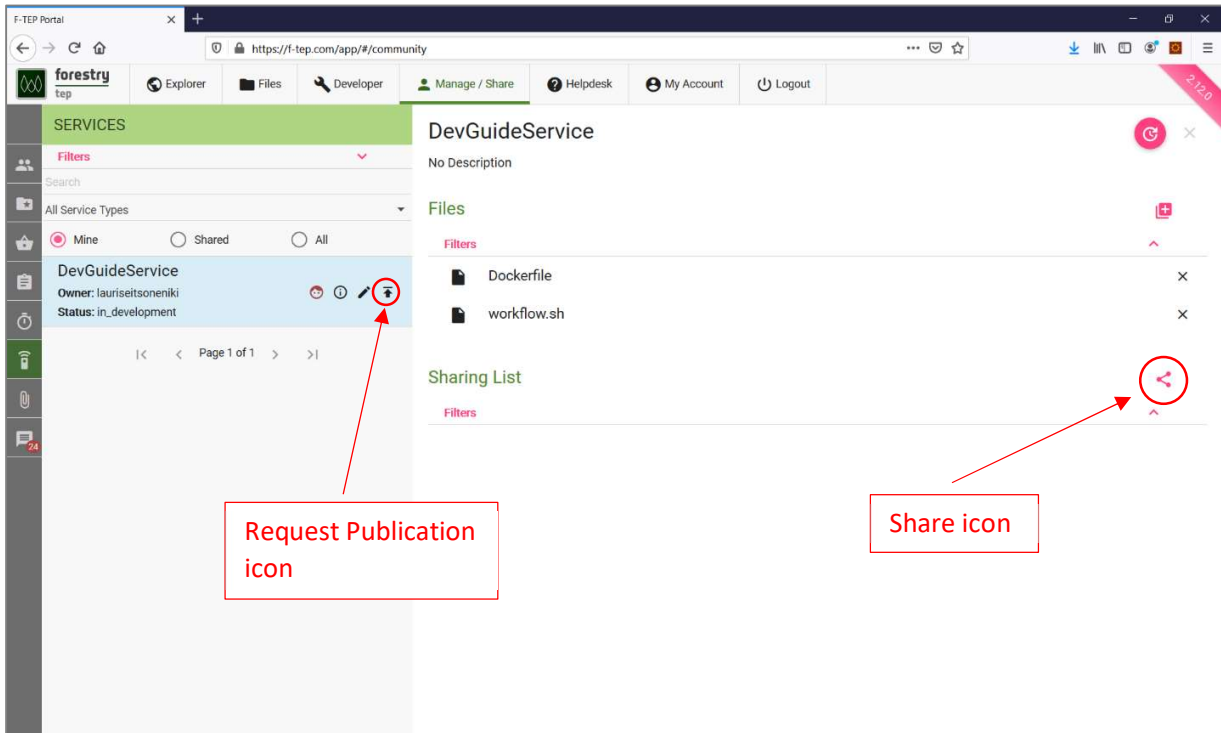 F-TEP Portal
https://f-tep.com/app/#/community
forestry
tep
Explorer
Files
Developer
Manage / Share
Helpdesk
My Account
Logout
2.12.0
SERVICES
Filters
Search
All Service Types
Mine
Shared
All
DevGuideService
Owner: lauriseitsoneniki
Status: in_development
Page 1 of 1
24
DevGuideService
No Description
Files
Filters
Dockerfile
workflow.sh
Sharing List
Filters
Request Publication
icon
Share icon